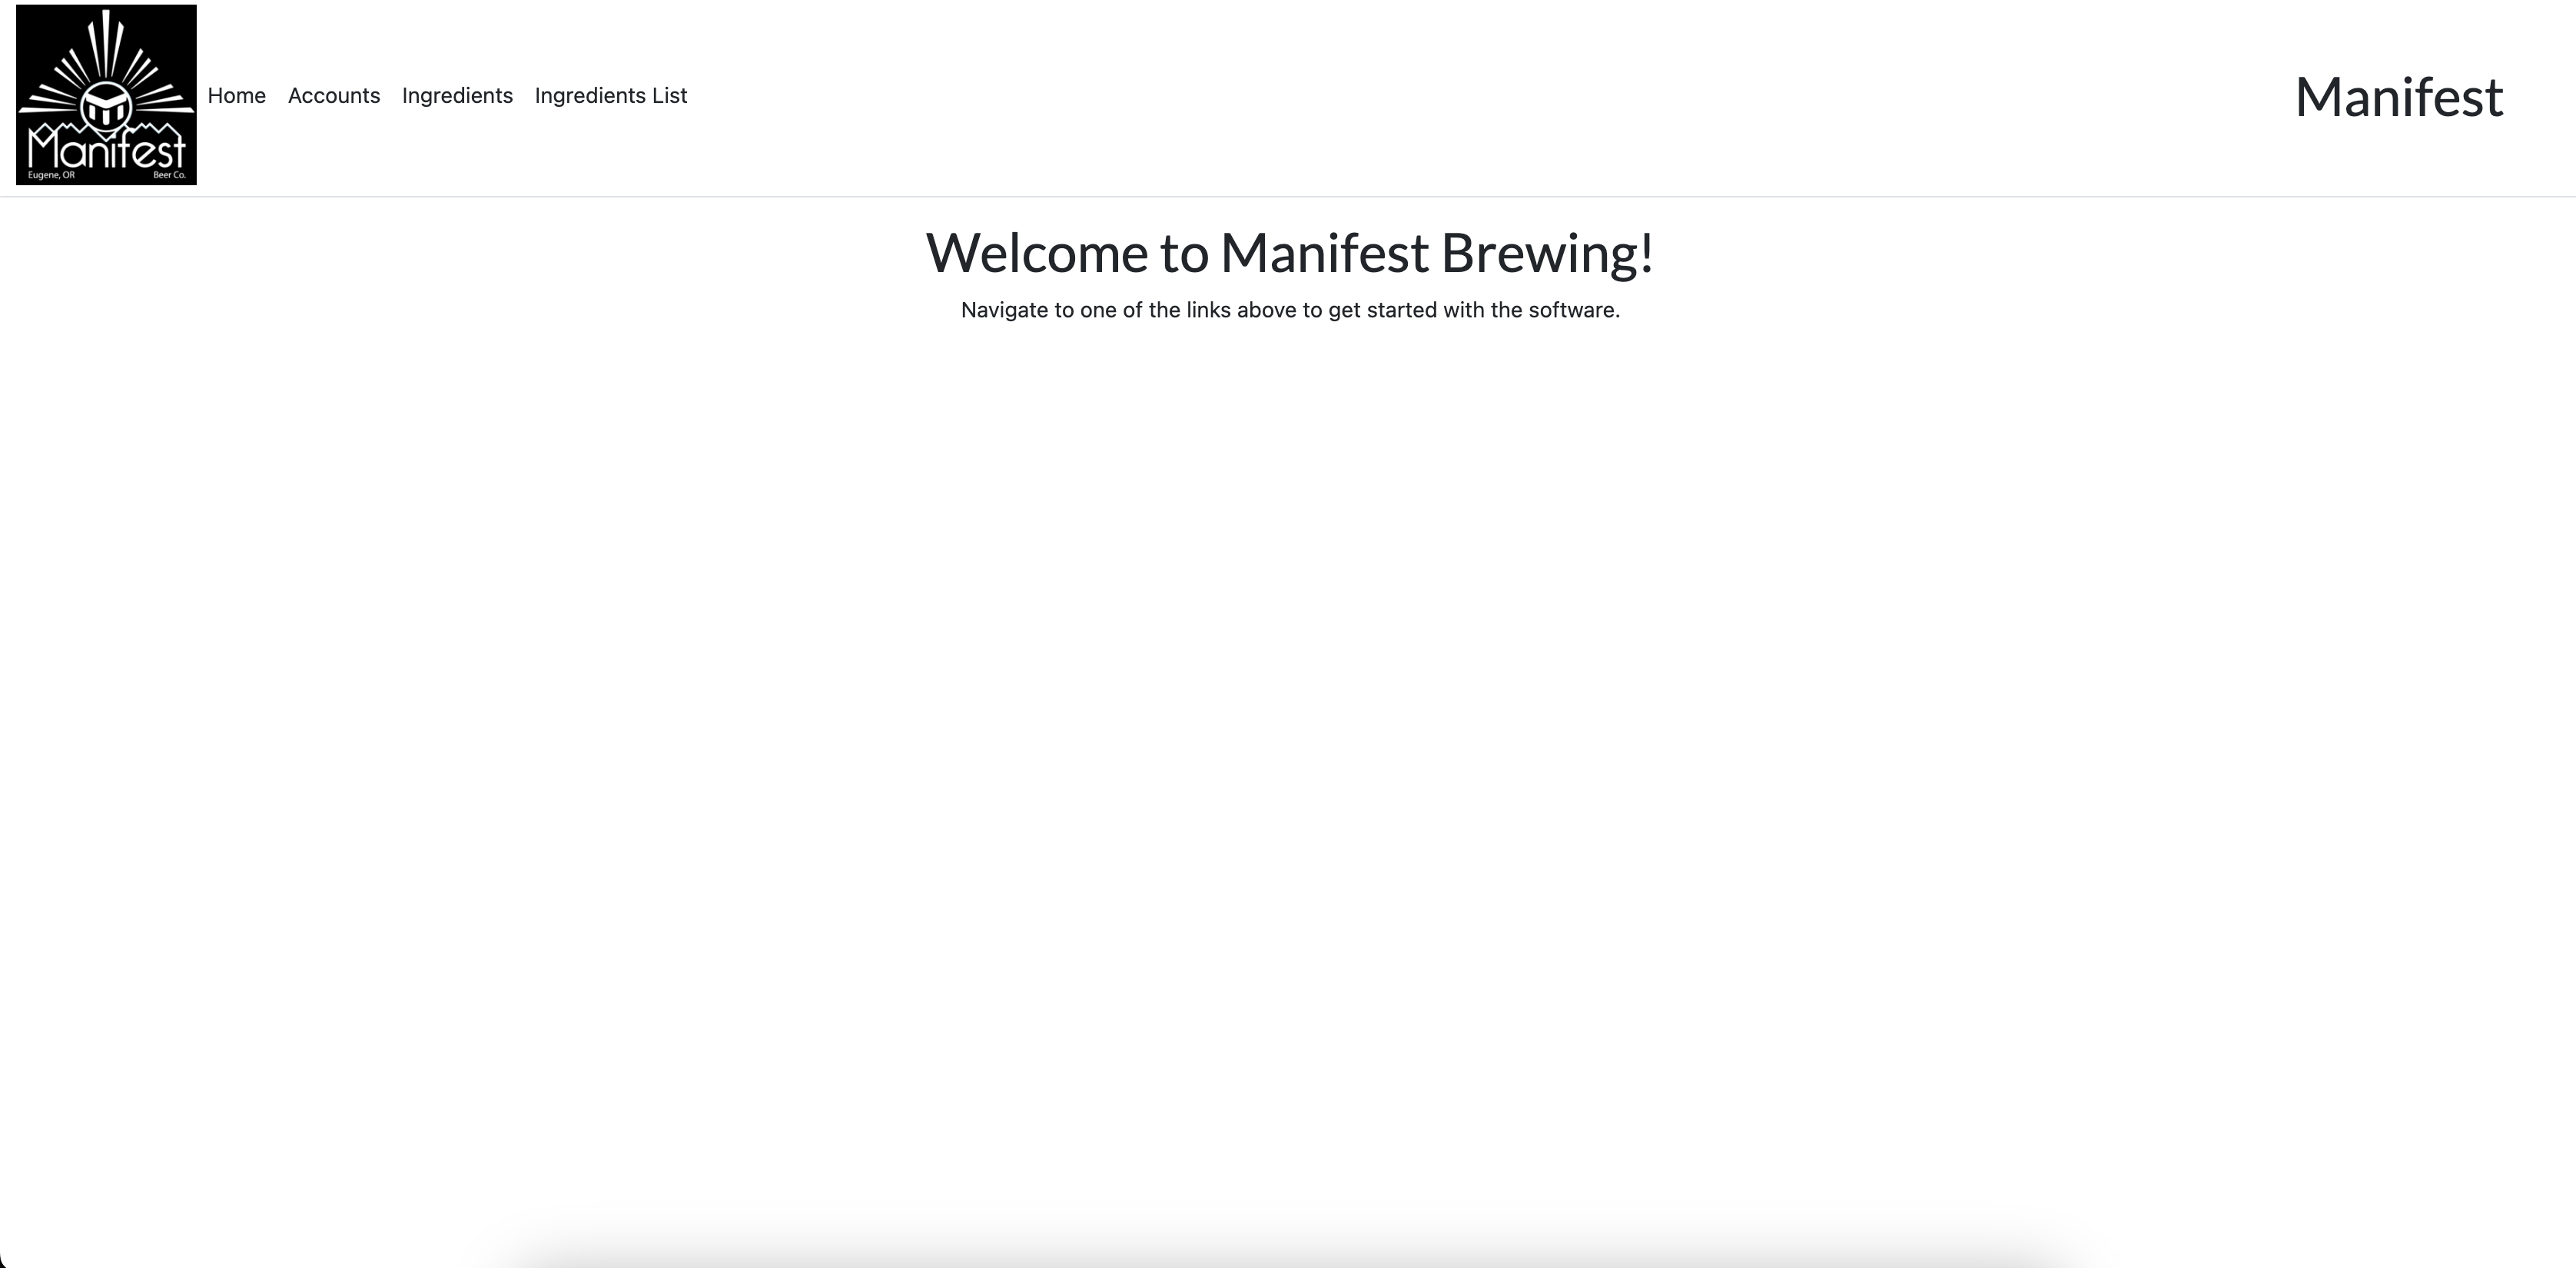 Manifest
Eugene, OR Beer Co.
Home Accounts Ingredients Ingredients List
Manifest
Welcome to Manifest Brewing!
Navigate to one of the links above to get started with the software.